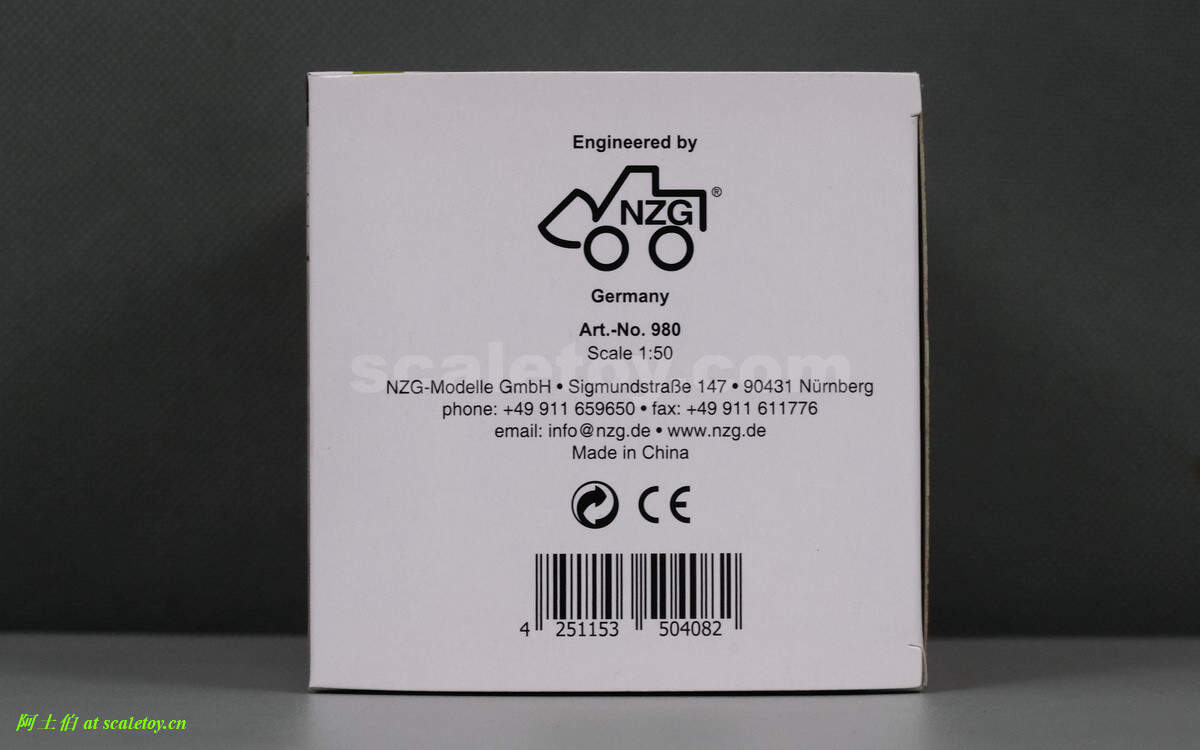 Engineered by
NZG®
Germany
Art.-No. 980
Scale 1:50
scaletoy.com
NZG-Modelle GmbH • Sigmundstraße 147 • 90431 Nürnberg
phone: +49 911 659650 • fax: +49 911 611776
email: info@nzg.de • www.nzg.de
Made in China
CE
4 251153 504082
阿土伯 at scaletoy.cn